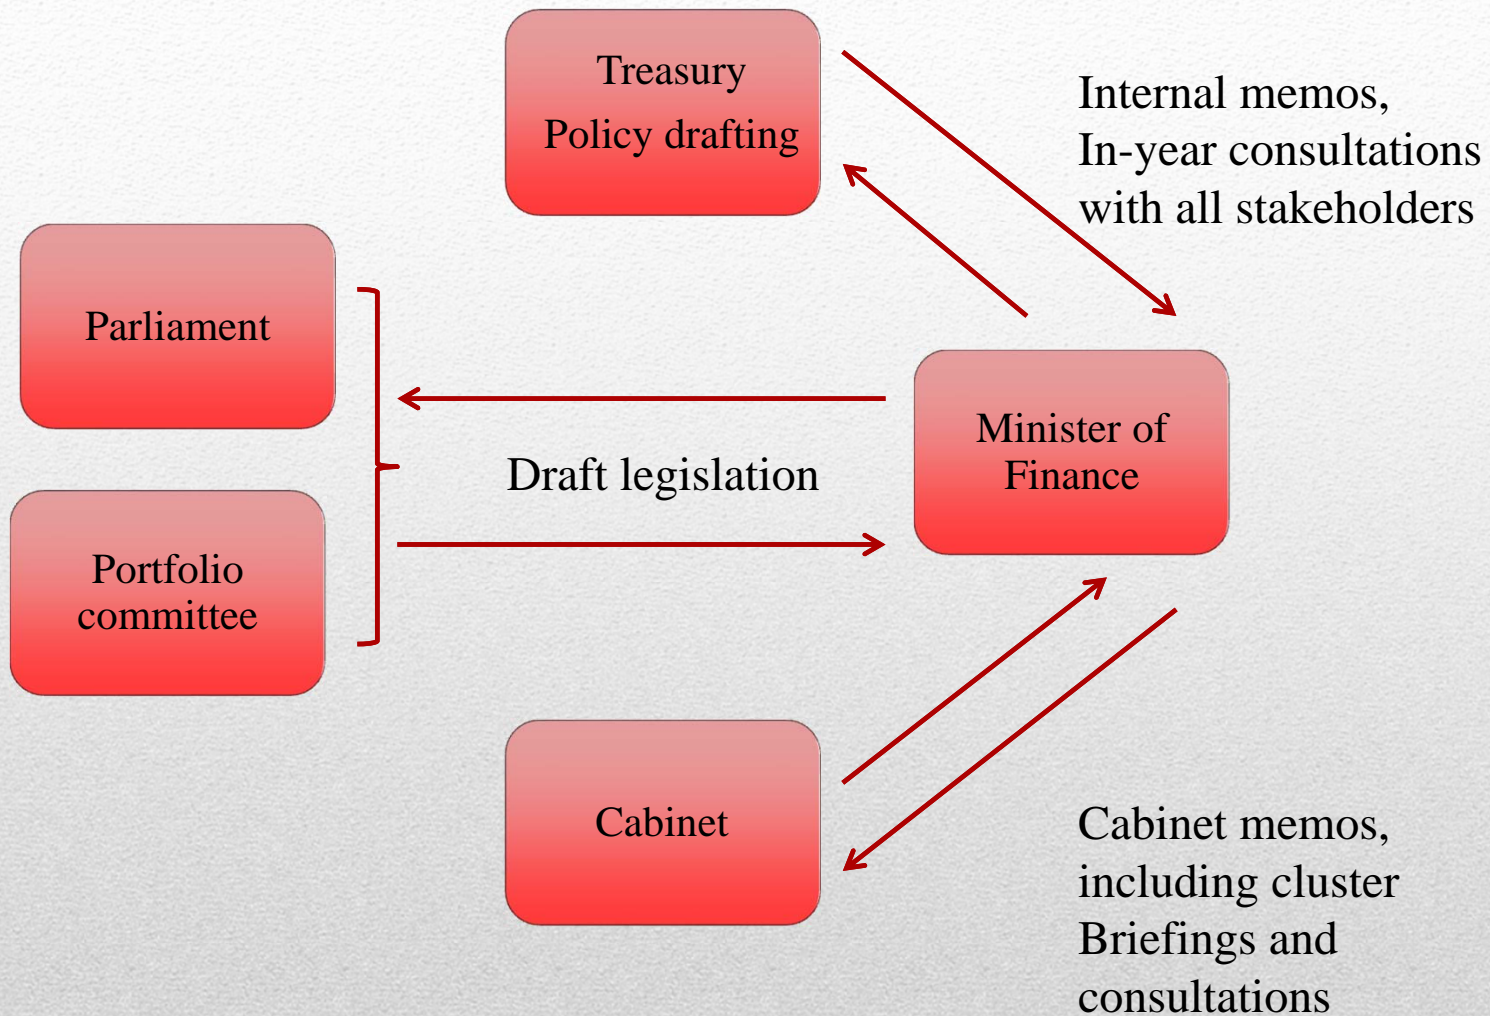 Treasury
Policy drafting
Internal memos,
In-year consultations
with all stakeholders
Parliament
Minister of
Finance
Draft legislation
Portfolio
committee
Cabinet
Cabinet memos,
including cluster
Briefings and
consultations